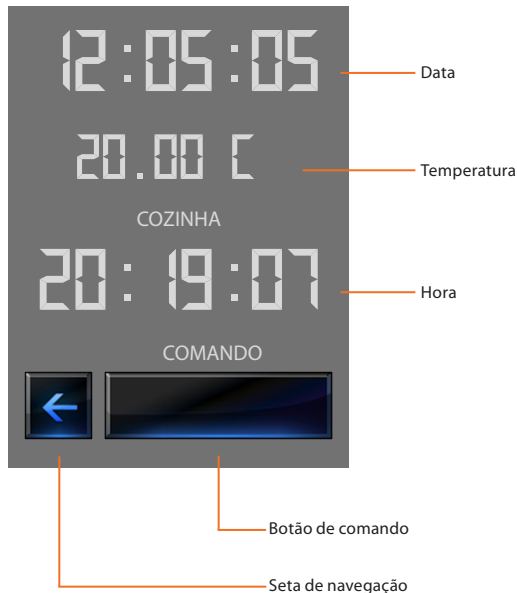 12:05:05
Data
20.00 C
Temperatura
COZINHA
20:19:07
Hora
COMANDO
Botão de comando
Seta de navegação